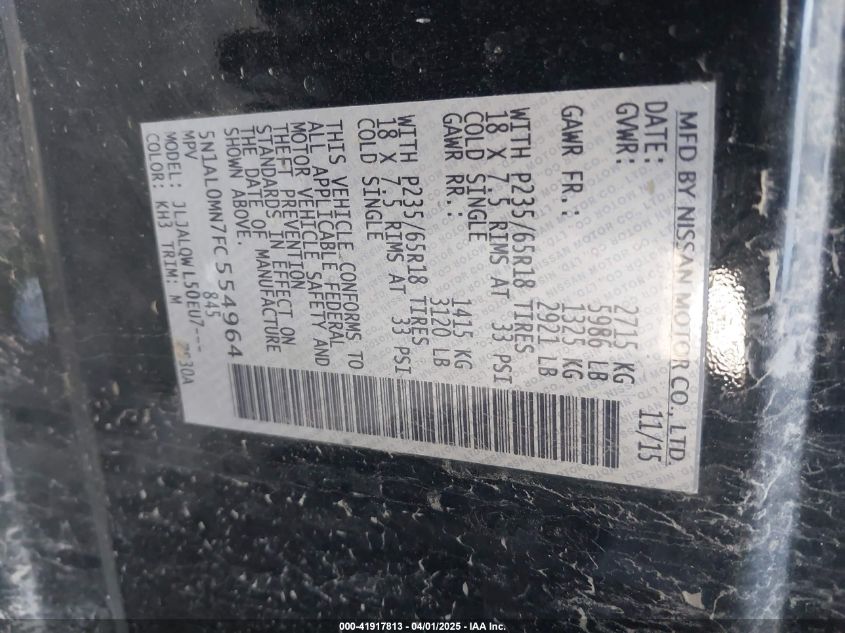 MFD BY NISSAN MOTOR CO., LTD.
DATE: 11/15
GVWR: 2715 KG
5986 LB
GAWR FR.: 1325 KG
2921 LB
WITH P235/65R18 TIRES
18 X 7.5 RIMS AT 33 PSI
COLD SINGLE
GAWR RR.: 1415 KG
3120 LB
WITH P235/65R18 TIRES
18 X 7.5 RIMS AT 33 PSI
COLD SINGLE
THIS VEHICLE CONFORMS TO
ALL APPLICABLE FEDERAL
MOTOR VEHICLE SAFETY AND
THEFT PREVENTION
STANDARDS IN EFFECT ON
THE DATE OF MANUFACTURE
SHOWN ABOVE.
5N1AL0MN7FC554964
MPV 845
MODEL: JLJALQWL50EU7---
COLOR: KH3 TRIM: M
000-41917813 - 04/01/2025 - IAA Inc.